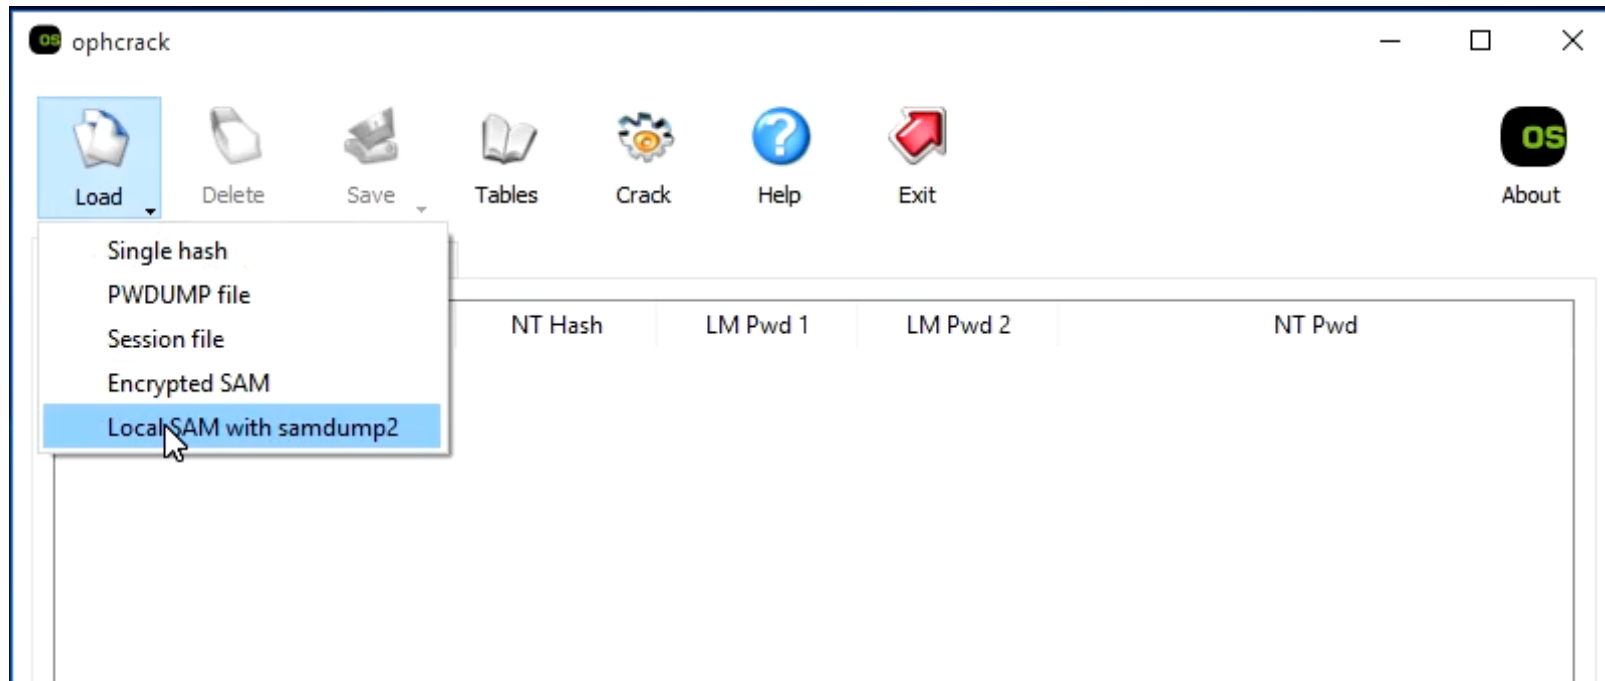 OS ophcrack
Load Delete Save Tables Crack Help Exit OS About
Single hash
PWDUMP file
Session file
Encrypted SAM
Local SAM with samdump2
NT Hash LM Pwd 1 LM Pwd 2 NT Pwd